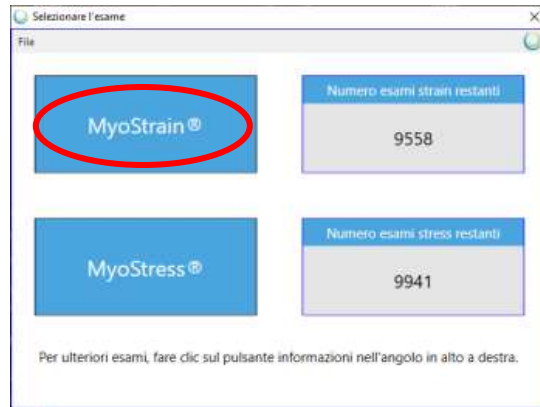 Selezionare l'esame
File
MyoStrain®
Numero esami strain restanti
9558
MyoStress®
Numero esami stress restanti
9941
Per ulteriori esami, fare clic sul pulsante informazioni nell'angolo in alto a destra.